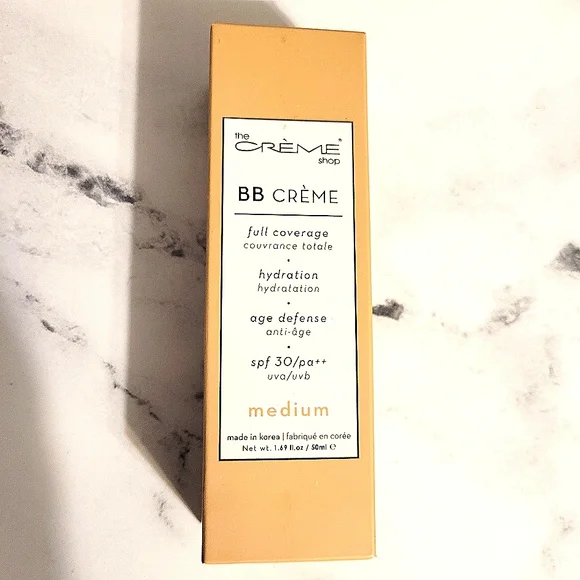 the
CRÈME®
shop
BB CRÈME
full coverage
couvrance totale
•
hydration
hydratation
•
age defense
anti-âge
•
spf 30/pa++
uva/uvb
medium
made in korea | fabriqué en corée
Net wt. 1.69 fl.oz / 50ml ℮